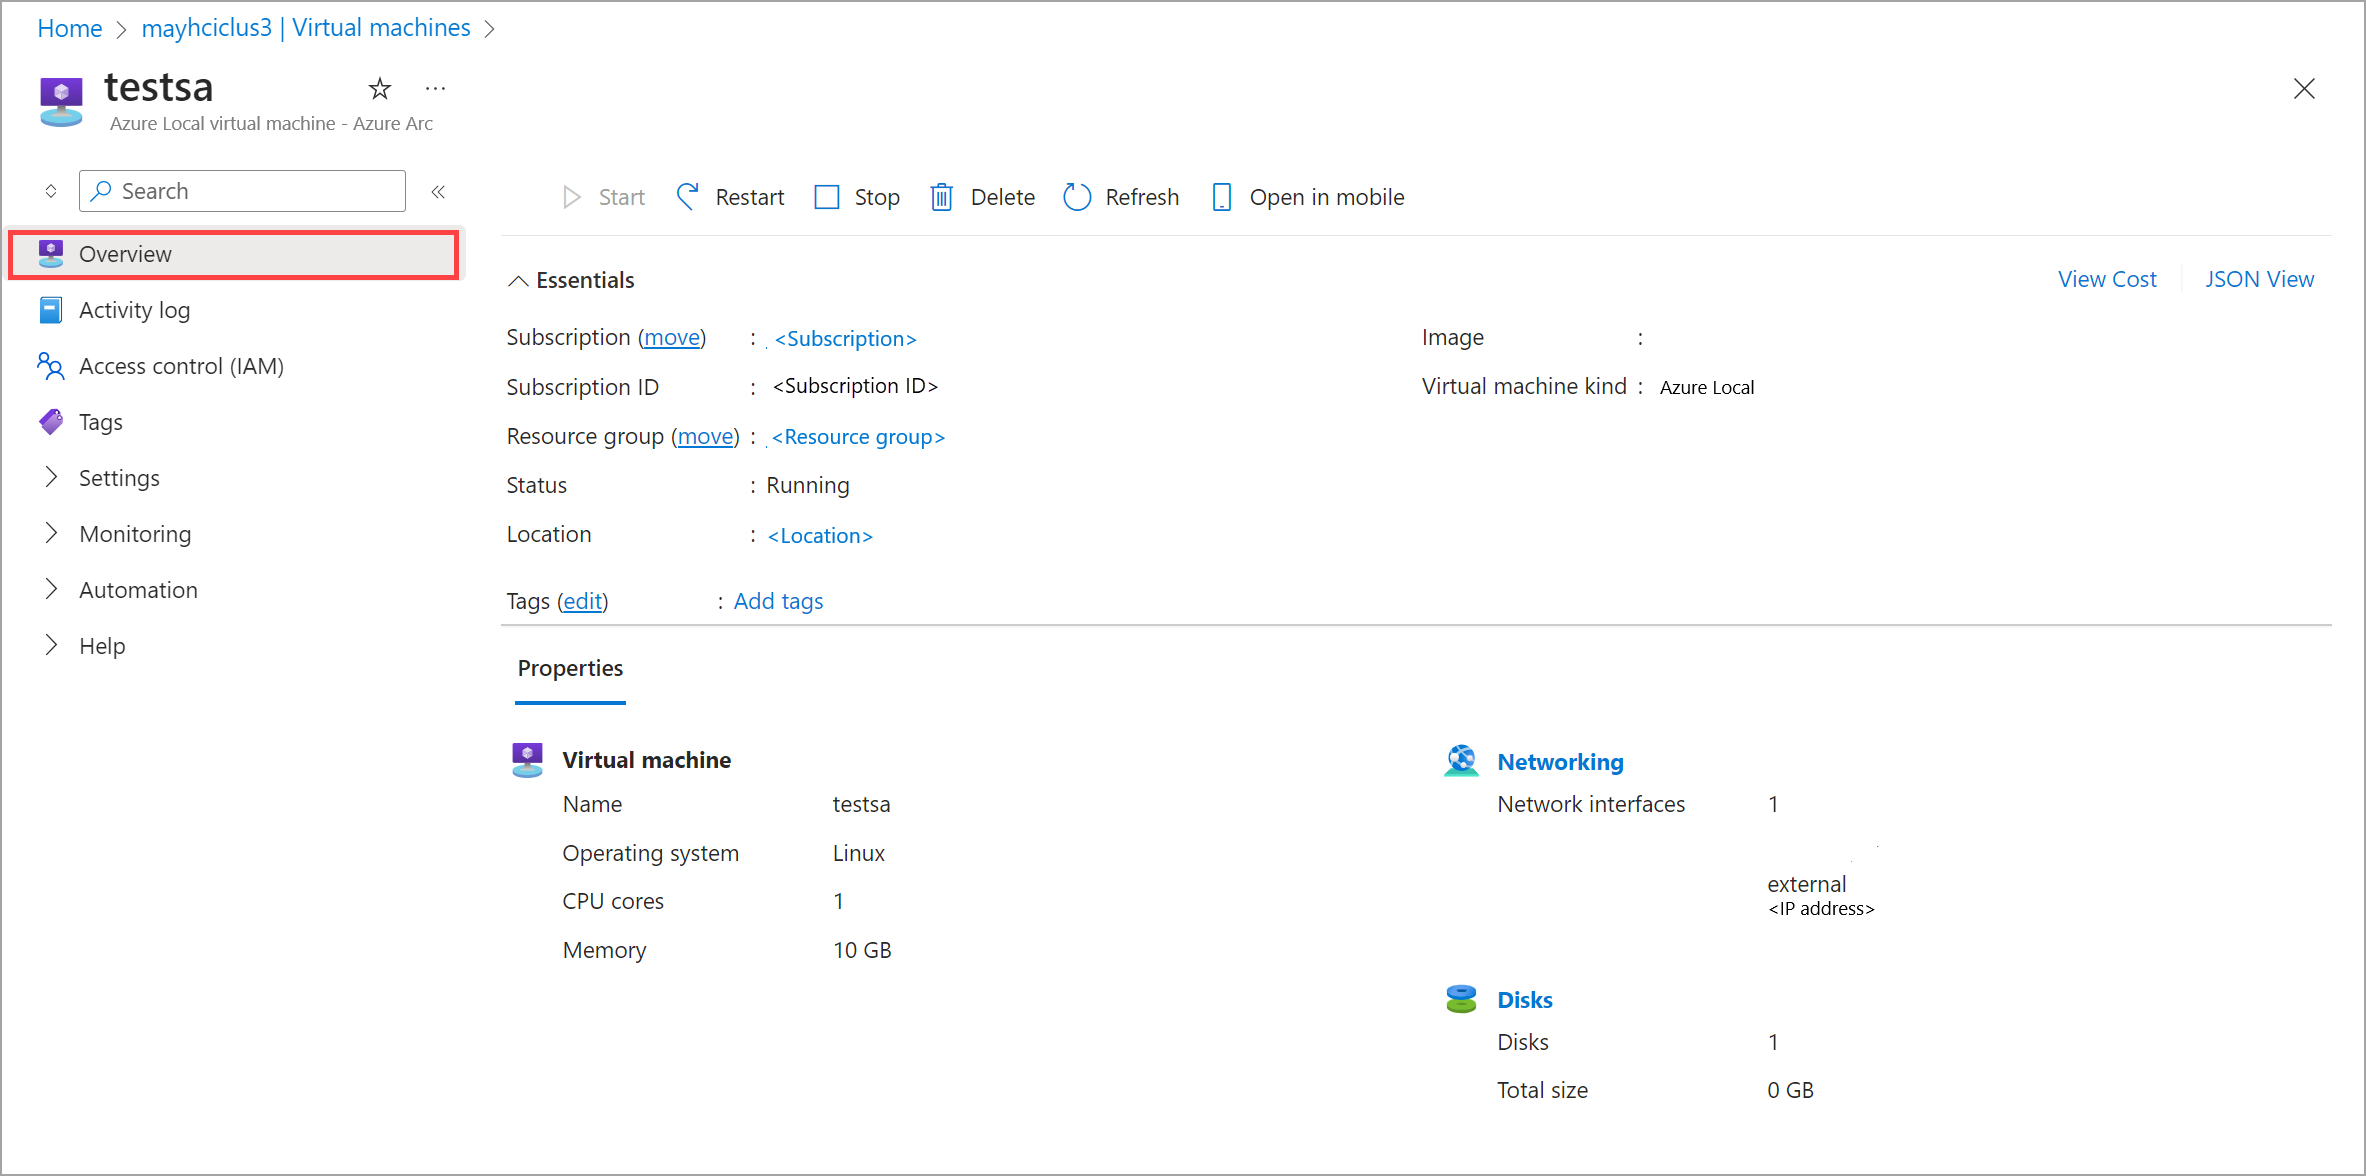 Home > mayhciclus3 | Virtual machines >
testsa
Azure Local virtual machine - Azure Arc
Search
Start Restart Stop Delete Refresh Open in mobile
Overview
Activity log
Access control (IAM)
Tags
Settings
Monitoring
Automation
Help
Essentials
View Cost JSON View
Subscription (move) : <Subscription>
Subscription ID : <Subscription ID>
Resource group (move) : <Resource group>
Status : Running
Location : <Location>
Image :
Virtual machine kind : Azure Local
Tags (edit) : Add tags
Properties
Virtual machine
Name testsa
Operating system Linux
CPU cores 1
Memory 10 GB
Networking
Network interfaces 1
external
<IP address>
Disks
Disks 1
Total size 0 GB